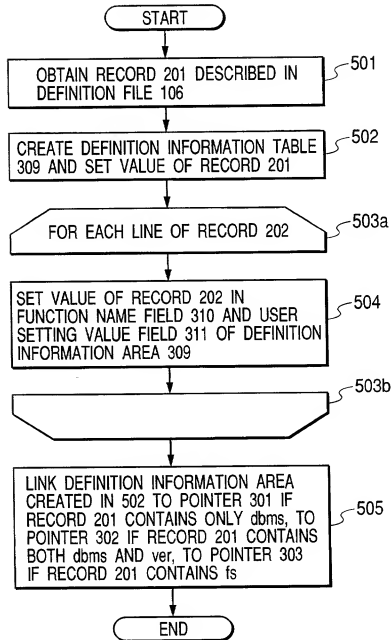 START
501
OBTAIN RECORD 201 DESCRIBED IN
DEFINITION FILE 106
502
CREATE DEFINITION INFORMATION TABLE
309 AND SET VALUE OF RECORD 201
503a
FOR EACH LINE OF RECORD 202
504
SET VALUE OF RECORD 202 IN
FUNCTION NAME FIELD 310 AND USER
SETTING VALUE FIELD 311 OF DEFINITION
INFORMATION AREA 309
503b
505
LINK DEFINITION INFORMATION AREA
CREATED IN 502 TO POINTER 301 IF
RECORD 201 CONTAINS ONLY dbms, TO
POINTER 302 IF RECORD 201 CONTAINS
BOTH dbms AND ver, TO POINTER 303
IF RECORD 201 CONTAINS fs
END